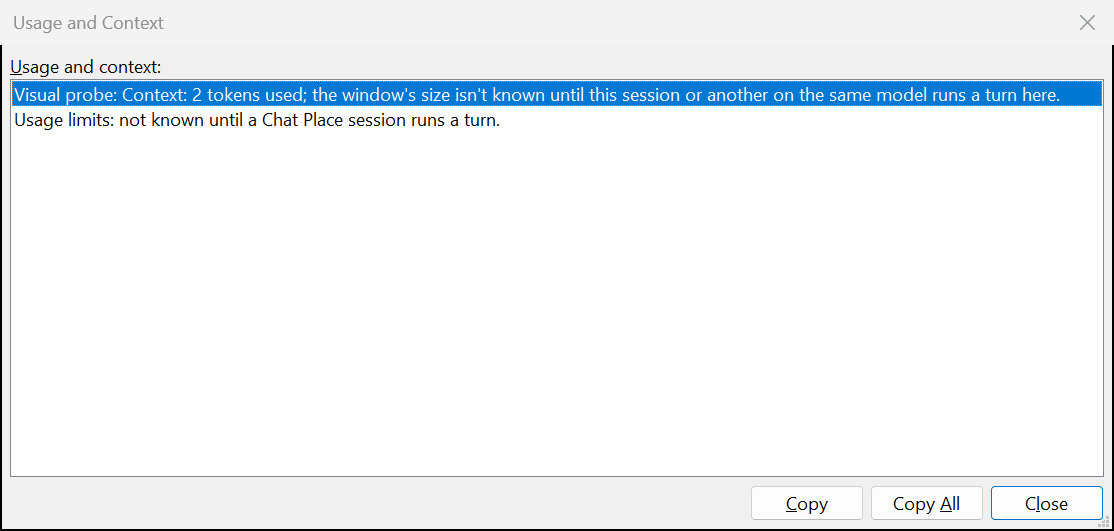 Usage and Context
Usage and context:
Visual probe: Context: 2 tokens used; the window's size isn't known until this session or another on the same model runs a turn here.
Usage limits: not known until a Chat Place session runs a turn.
Copy
Copy All
Close